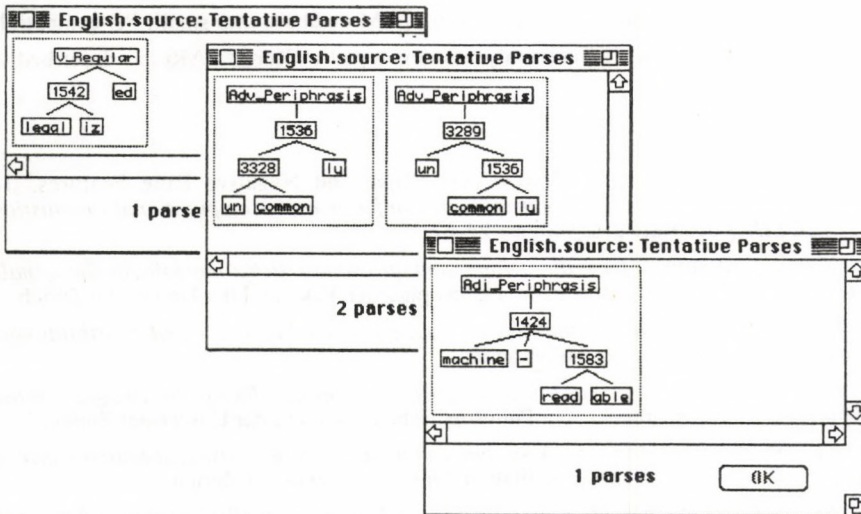 English.source: Tentative Parses
V_Regular
1542 ed
legal iz
1 parse
English.source: Tentative Parses
Adv_Periphrasis Adv_Periphrasis
1536 3289
3328 ly un 1536
un common common ly
2 parses
English.source: Tentative Parses
Adj_Periphrasis
1424
machine - 1583
read able
1 parses OK